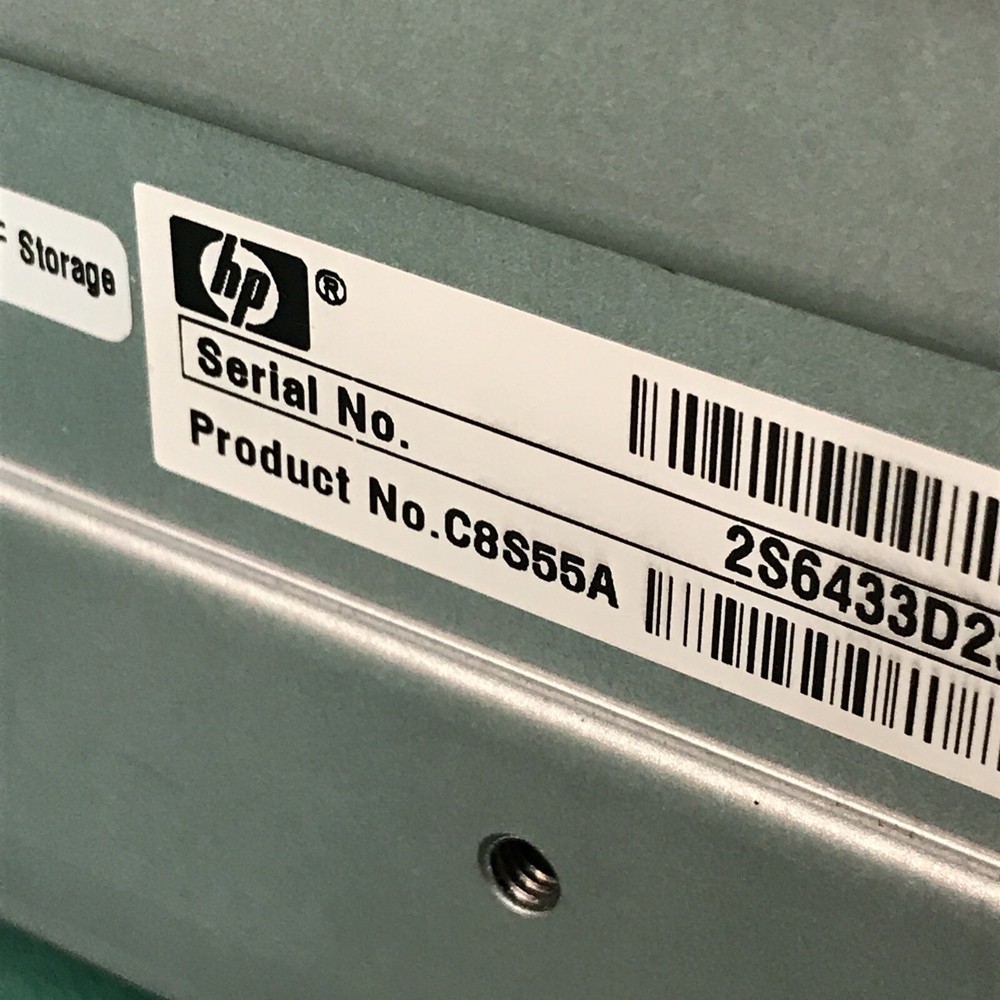 Storage
hp®
Serial No.
2S6433D2
Product No.C8S55A